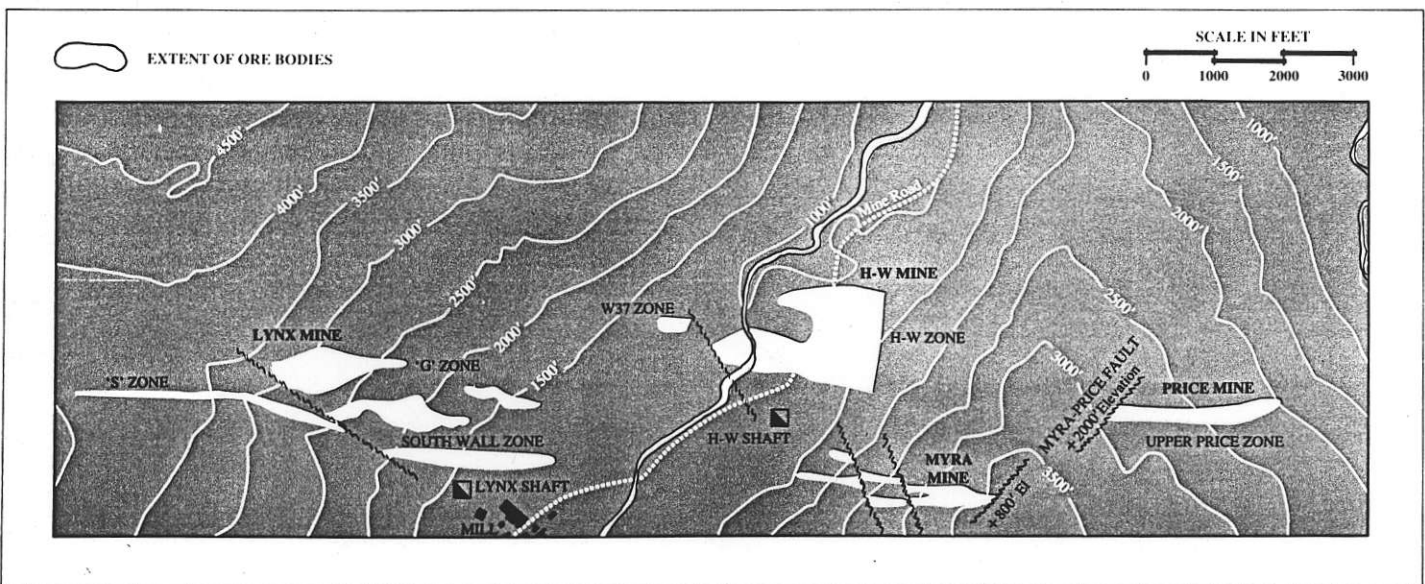 EXTENT OF ORE BODIES
SCALE IN FEET
0 1000 2000 3000
4500'
4000'
3500'
3000'
2500'
2000'
1500'
1000'
Mine Road
1000'
1500'
2000'
2500'
3000'
3500'
H-W MINE
W37 ZONE
H-W ZONE
LYNX MINE
'G' ZONE
'S' ZONE
SOUTH WALL ZONE
H-W SHAFT
LYNX SHAFT
MILL
MYRA
MINE
MYRA-PRICE FAULT
+2000' Elevation
+800' El
PRICE MINE
UPPER PRICE ZONE